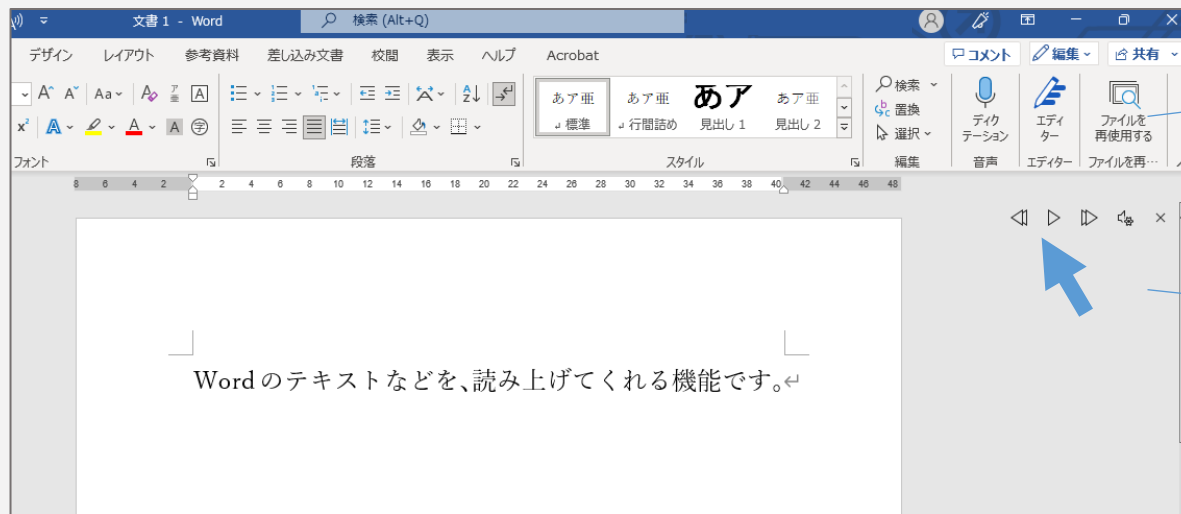 文書 1 - Word 検索 (Alt+Q)
デザイン レイアウト 参考資料 差し込み文書 校閲 表示 ヘルプ Acrobat コメント 編集 共有
A A Aa A ア亜 A あア亜 あア亜 あア あア亜 検索
標準 行間詰め 見出し 1 見出し 2 置換 ディクテーション エディター ファイルを再使用する
x² A A A 字 選択
フォント 段落 スタイル 編集 音声 エディター ファイルを再…
8 6 4 2 2 4 6 8 10 12 14 16 18 20 22 24 26 28 30 32 34 36 38 40 42 44 46 48
Wordのテキストなどを、読み上げてくれる機能です。